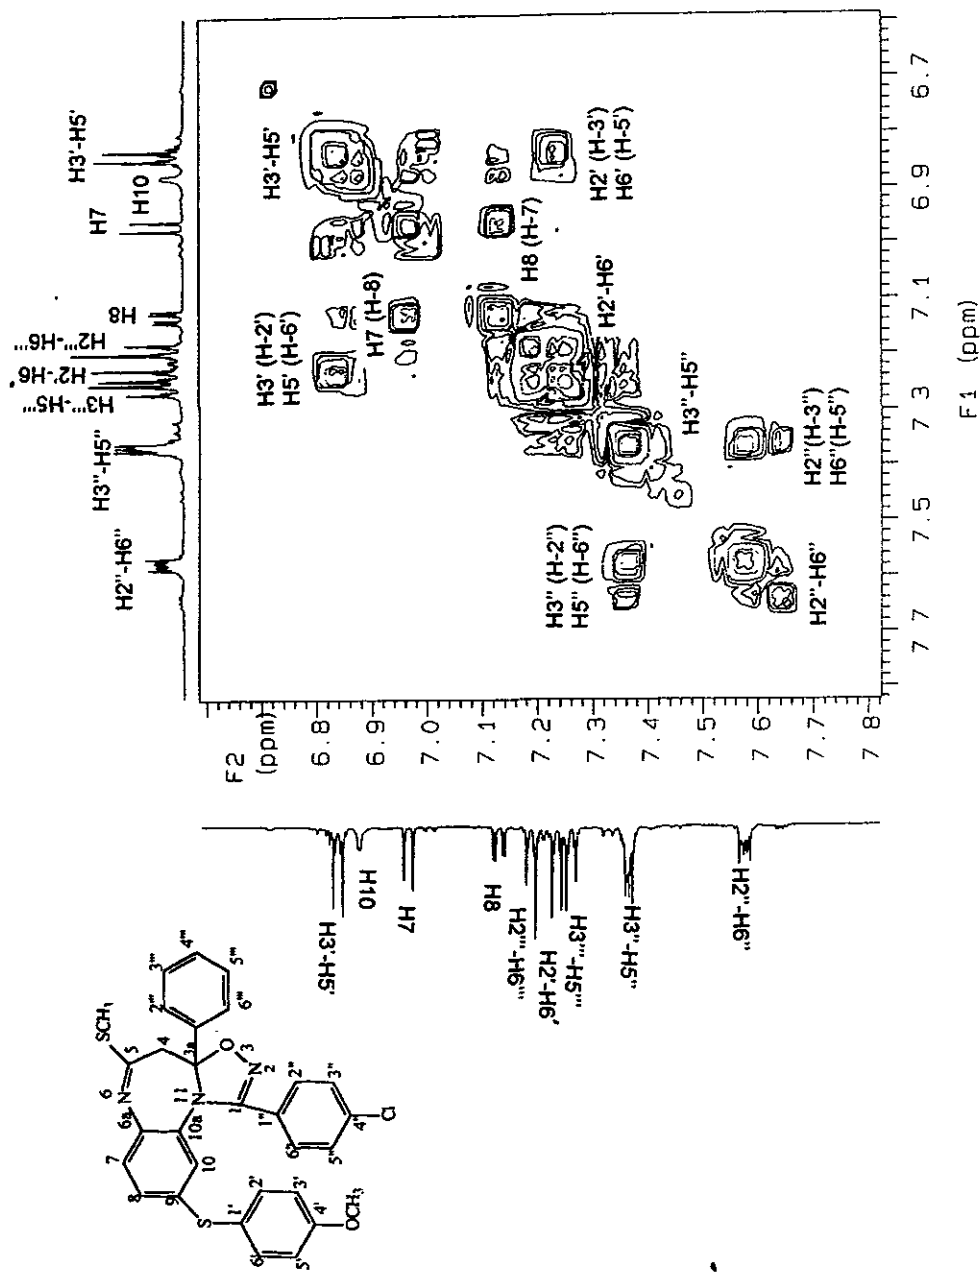 H2''-H6''
H3''-H5''
H3'''-H5'''
H2'-H6'
H2'''-H6'''
H8
H7
H10
H3'-H5'
F2
(ppm)
6.8
6.9
7.0
7.1
7.2
7.3
7.4
7.5
7.6
7.7
7.8
H3'-H5'
H3' (H-2')
H5' (H-6')
H7 (H-8)
H8 (H-7)
H2' (H-3')
H6' (H-5')
H2'-H6'
H3''-H5''
H3'' (H-2'')
H5'' (H-6'')
H2''(H-3'')
H6''(H-5'')
H2''-H6''
7.7
7.5
7.3
7.1
6.9
6.7
F1 (ppm)
H3'-H5'
H10
H7
H8
H2'''-H6'''
H2'-H6'
H3'''-H5'''
H3''-H5''
H2''-H6''
5
4
6
N
6a
7
8
9
10
10a
11
N
3a
O
3
N
2
1
2'''
3'''
4'''
5'''
6'''
1''
2''
3''
4''
5''
6''
Cl
S
1'
2'
3'
4'
5'
6'
OCH3